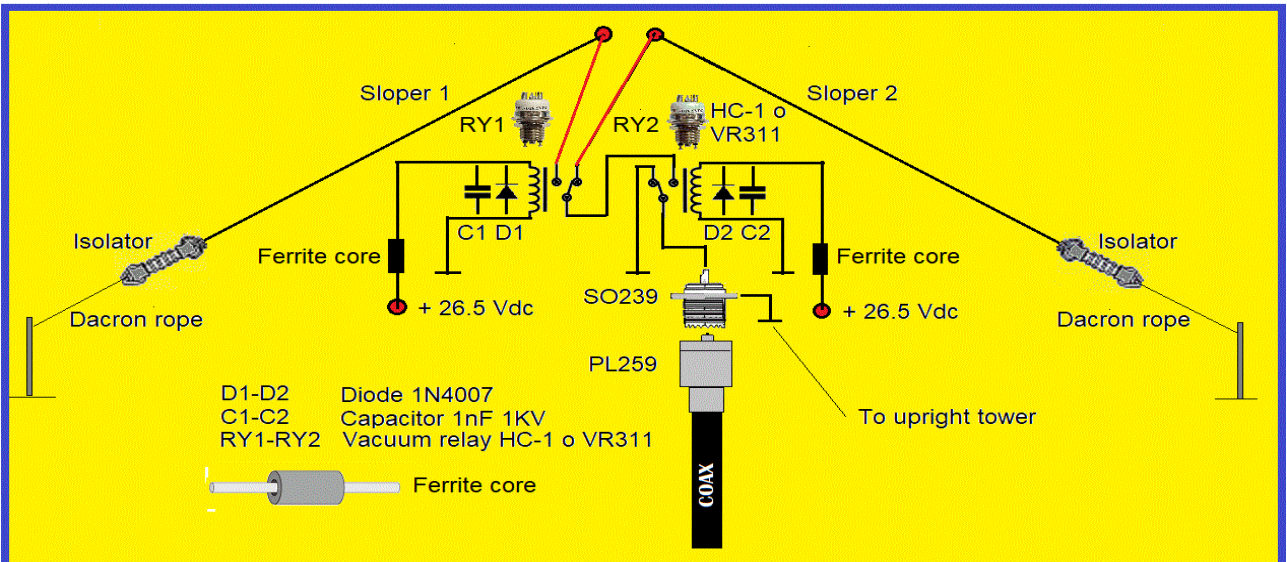 Sloper 1
Sloper 2
RY1
RY2
HC-1 o
VR311
C1 D1
D2 C2
Isolator
Isolator
Ferrite core
Ferrite core
SO239
+ 26.5 Vdc
+ 26.5 Vdc
Dacron rope
Dacron rope
PL259
D1-D2 Diode 1N4007
C1-C2 Capacitor 1nF 1KV
RY1-RY2 Vacuum relay HC-1 o VR311
To upright tower
Ferrite core
COAX